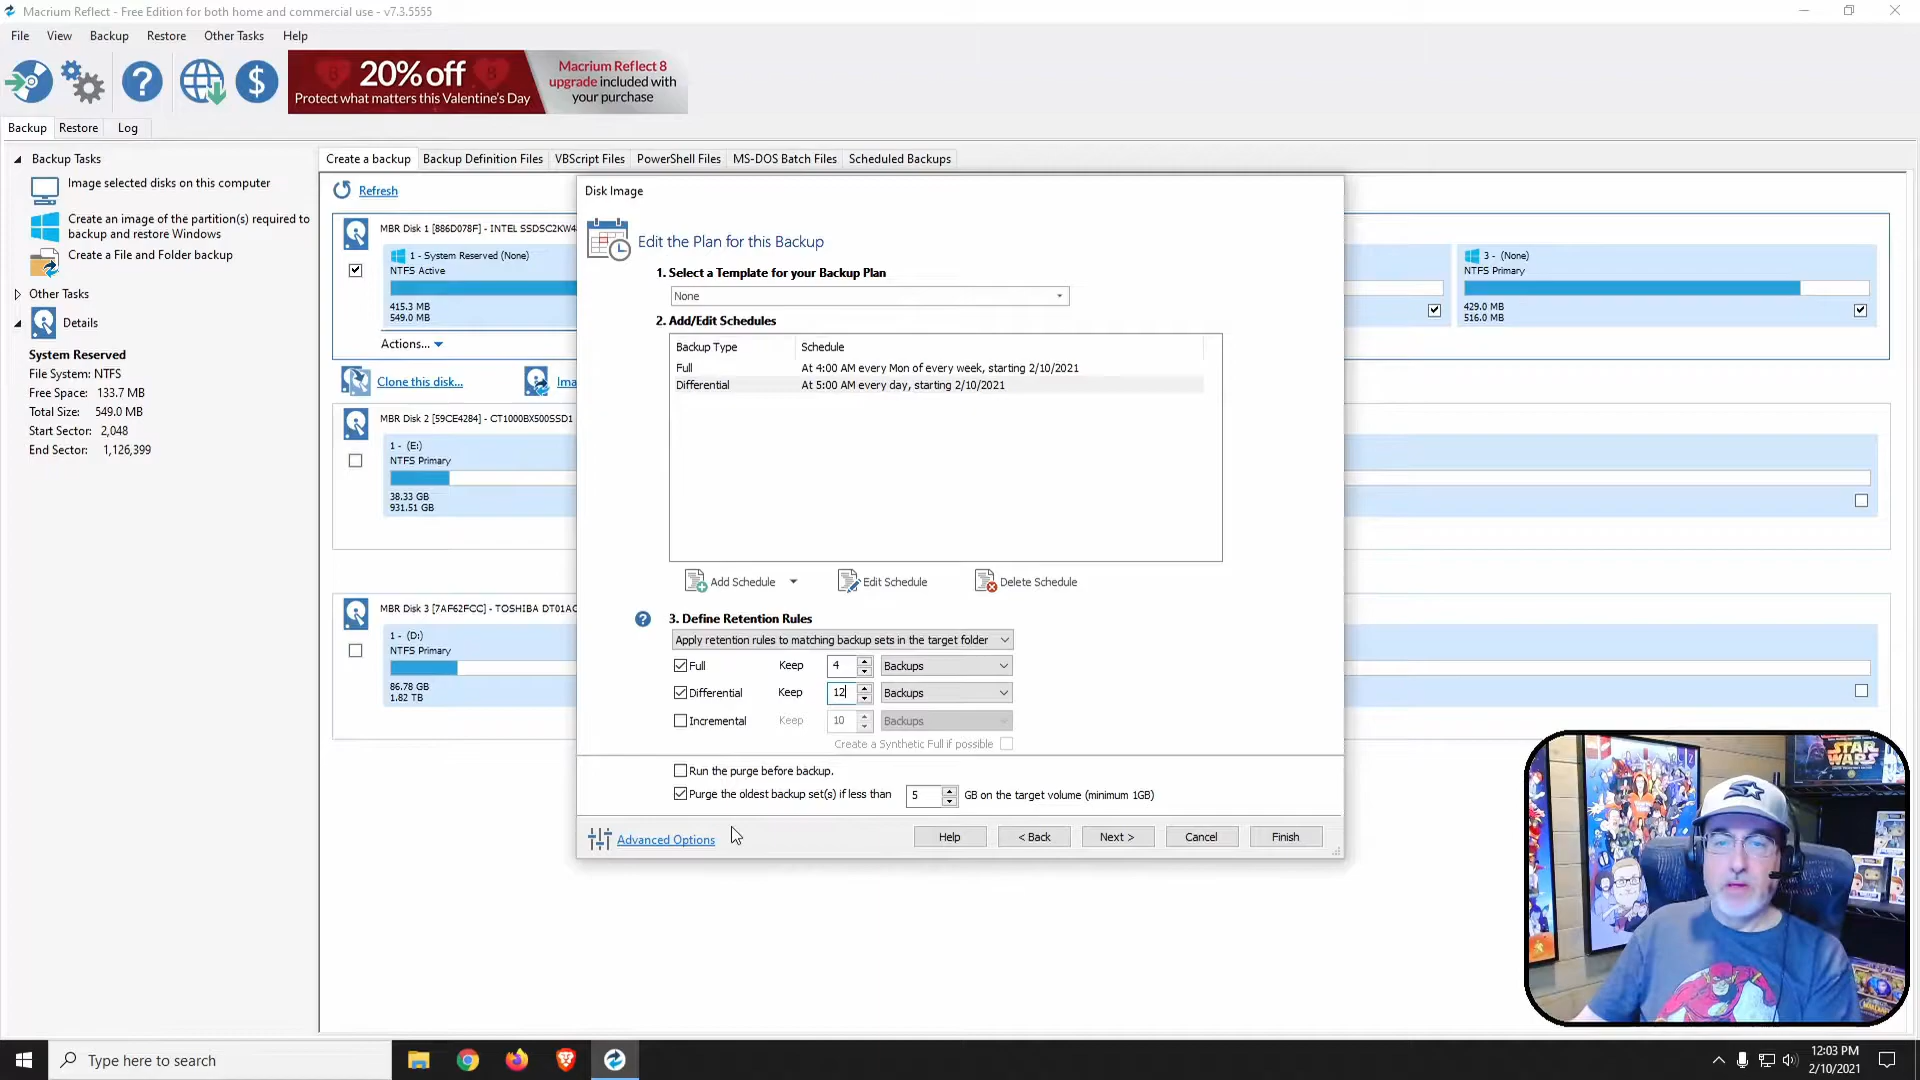 Macrium Reflect - Free Edition for both home and commercial use - v7.3.5555
File View Backup Restore Other Tasks Help
20% off
Protect what matters this Valentine's Day
Macrium Reflect 8
upgrade included with
your purchase
Backup Restore Log
Backup Tasks
Image selected disks on this computer
Create an image of the partition(s) required to
backup and restore Windows
Create a File and Folder backup
Other Tasks
Details
System Reserved
File System: NTFS
Free Space: 133.7 MB
Total Size: 549.0 MB
Start Sector: 2,048
End Sector: 1,126,399
Create a backup Backup Definition Files VBScript Files PowerShell Files MS-DOS Batch Files Scheduled Backups
Refresh
MBR Disk 1 [886D078F] - INTEL SSDSC2KW4
1 - System Reserved (None)
NTFS Active
415.3 MB
549.0 MB
3 - (None)
NTFS Primary
429.0 MB
516.0 MB
Actions...
Clone this disk...
Ima
MBR Disk 2 [59CE4284] - CT1000BX500SSD1
1 - (E:)
NTFS Primary
38.33 GB
931.51 GB
MBR Disk 3 [7AF62FCC] - TOSHIBA DT01AC
1 - (D:)
NTFS Primary
86.78 GB
1.82 TB
Disk Image
Edit the Plan for this Backup
1. Select a Template for your Backup Plan
None
2. Add/Edit Schedules
Backup Type Schedule
Full At 4:00 AM every Mon of every week, starting 2/10/2021
Differential At 5:00 AM every day, starting 2/10/2021
Add Schedule Edit Schedule Delete Schedule
3. Define Retention Rules
Apply retention rules to matching backup sets in the target folder
Full Keep 4 Backups
Differential Keep 12 Backups
Incremental Keep 10 Backups
Create a Synthetic Full if possible
Run the purge before backup.
Purge the oldest backup set(s) if less than 5 GB on the target volume (minimum 1GB)
Advanced Options Help < Back Next > Cancel Finish
STAR
WARS
Type here to search
12:03 PM
2/10/2021